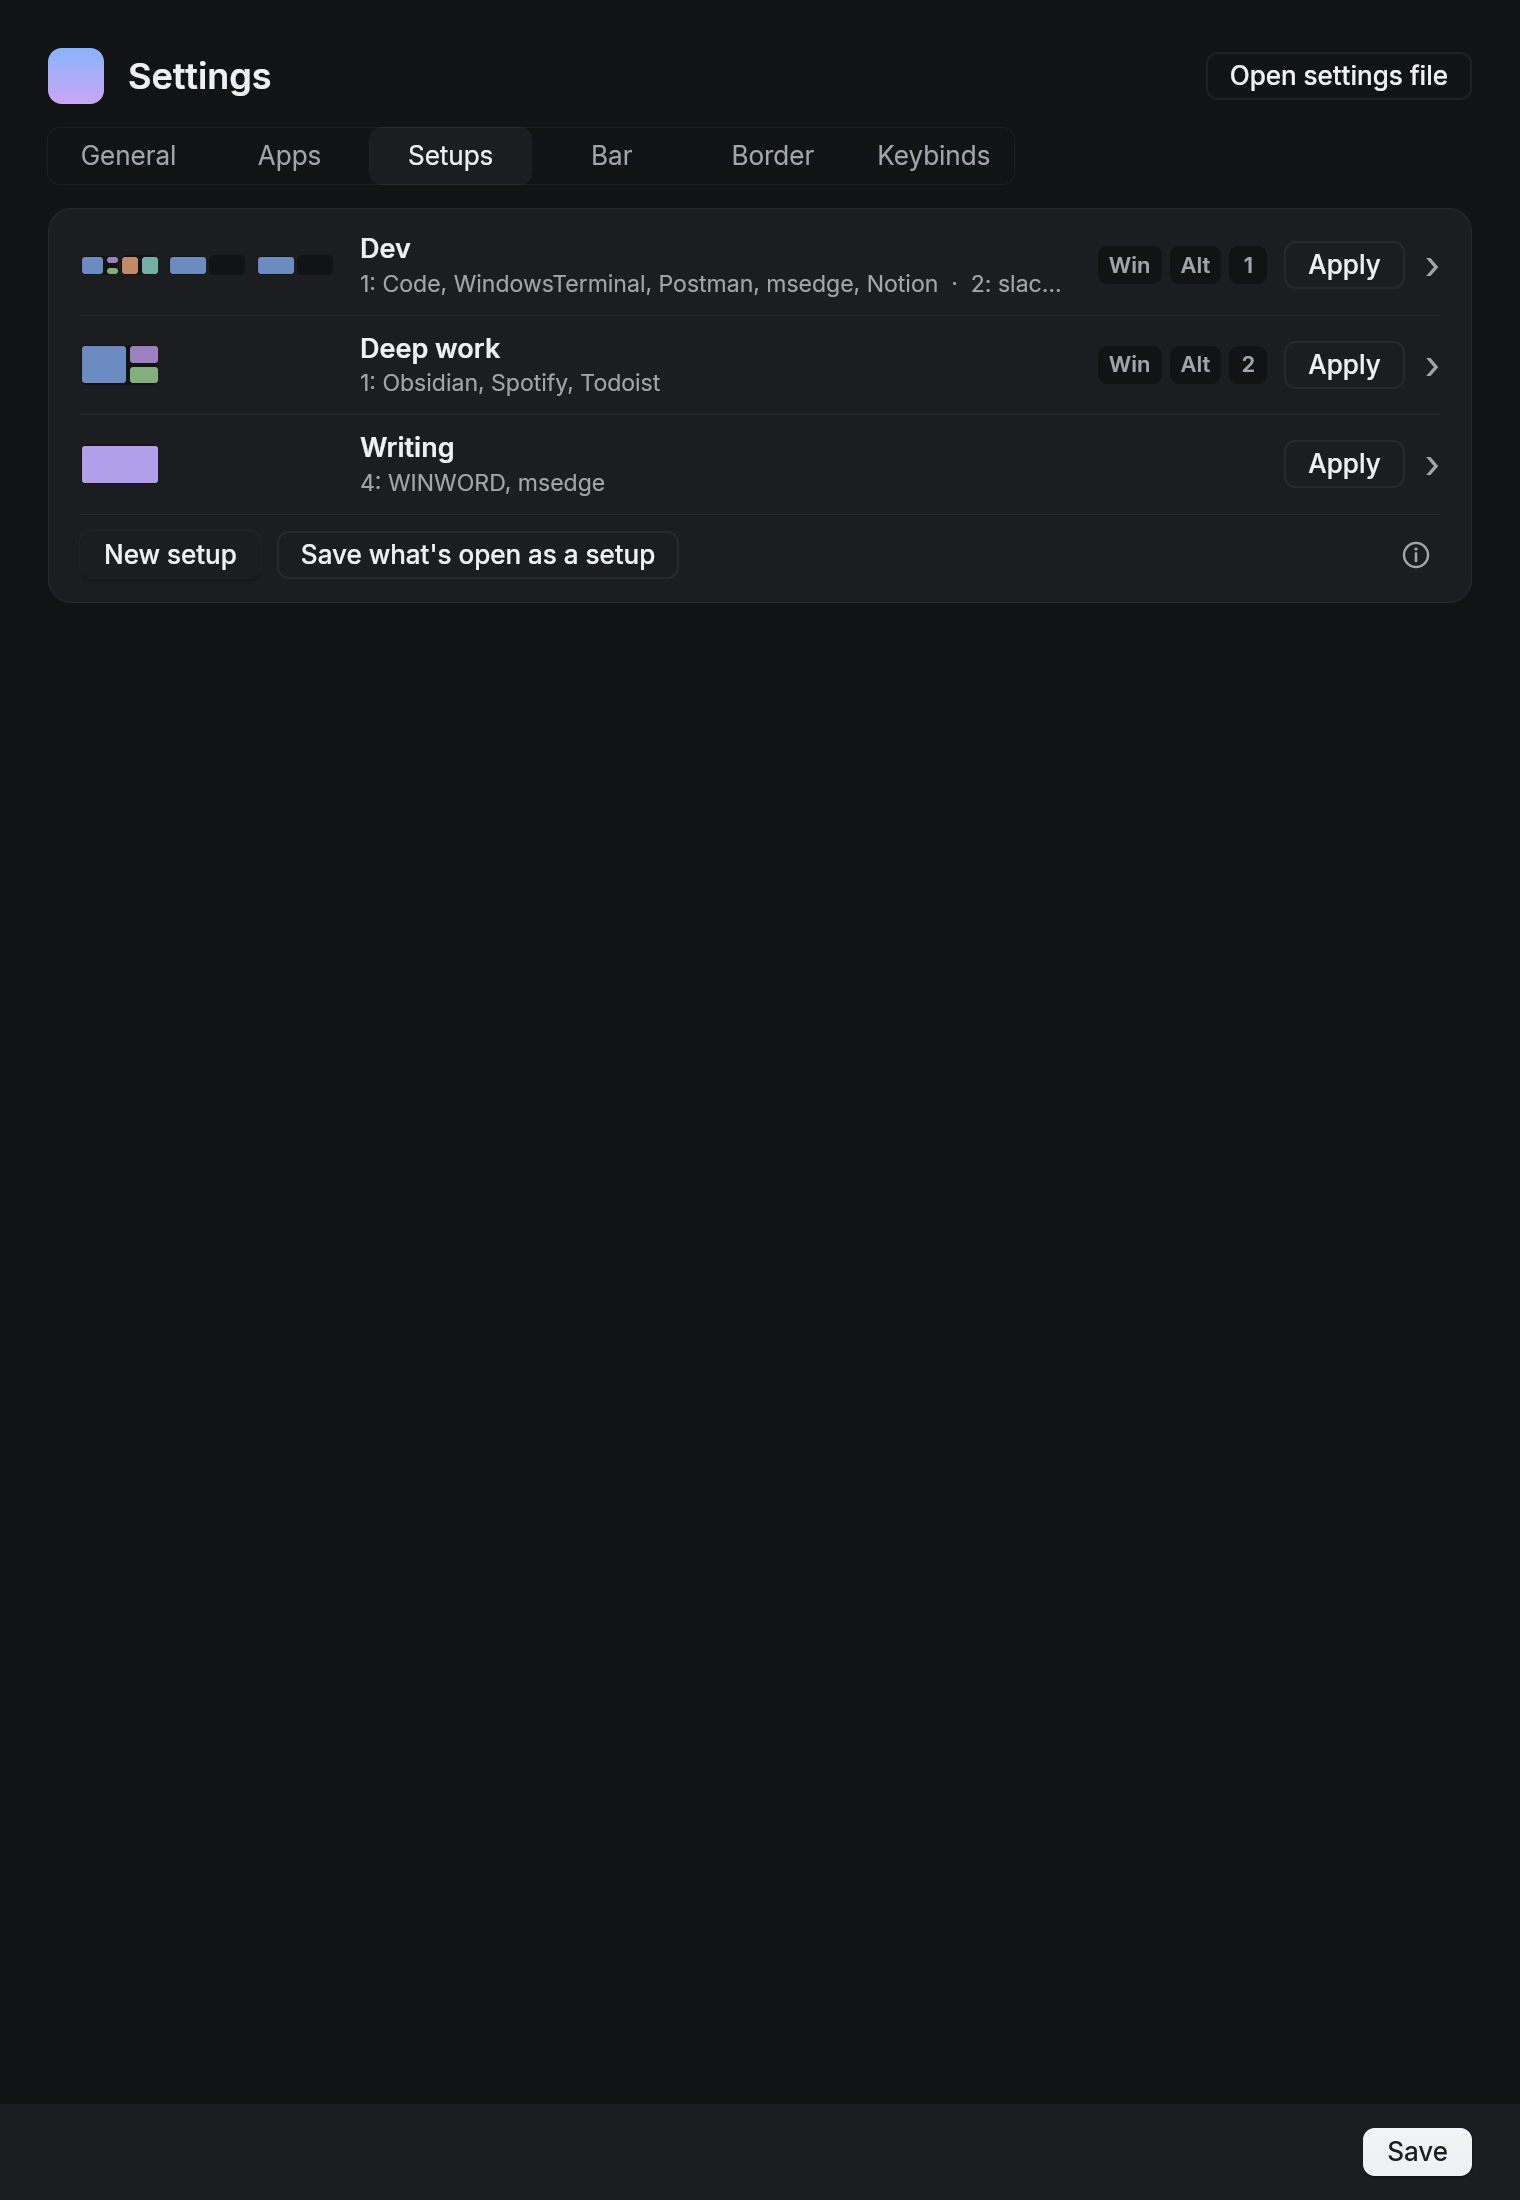 Settings
Open settings file
General
Apps
Setups
Bar
Border
Keybinds
Dev
1: Code, WindowsTerminal, Postman, msedge, Notion · 2: slac...
Win Alt 1
Apply
Deep work
1: Obsidian, Spotify, Todoist
Win Alt 2
Apply
Writing
4: WINWORD, msedge
Apply
New setup
Save what's open as a setup
Save